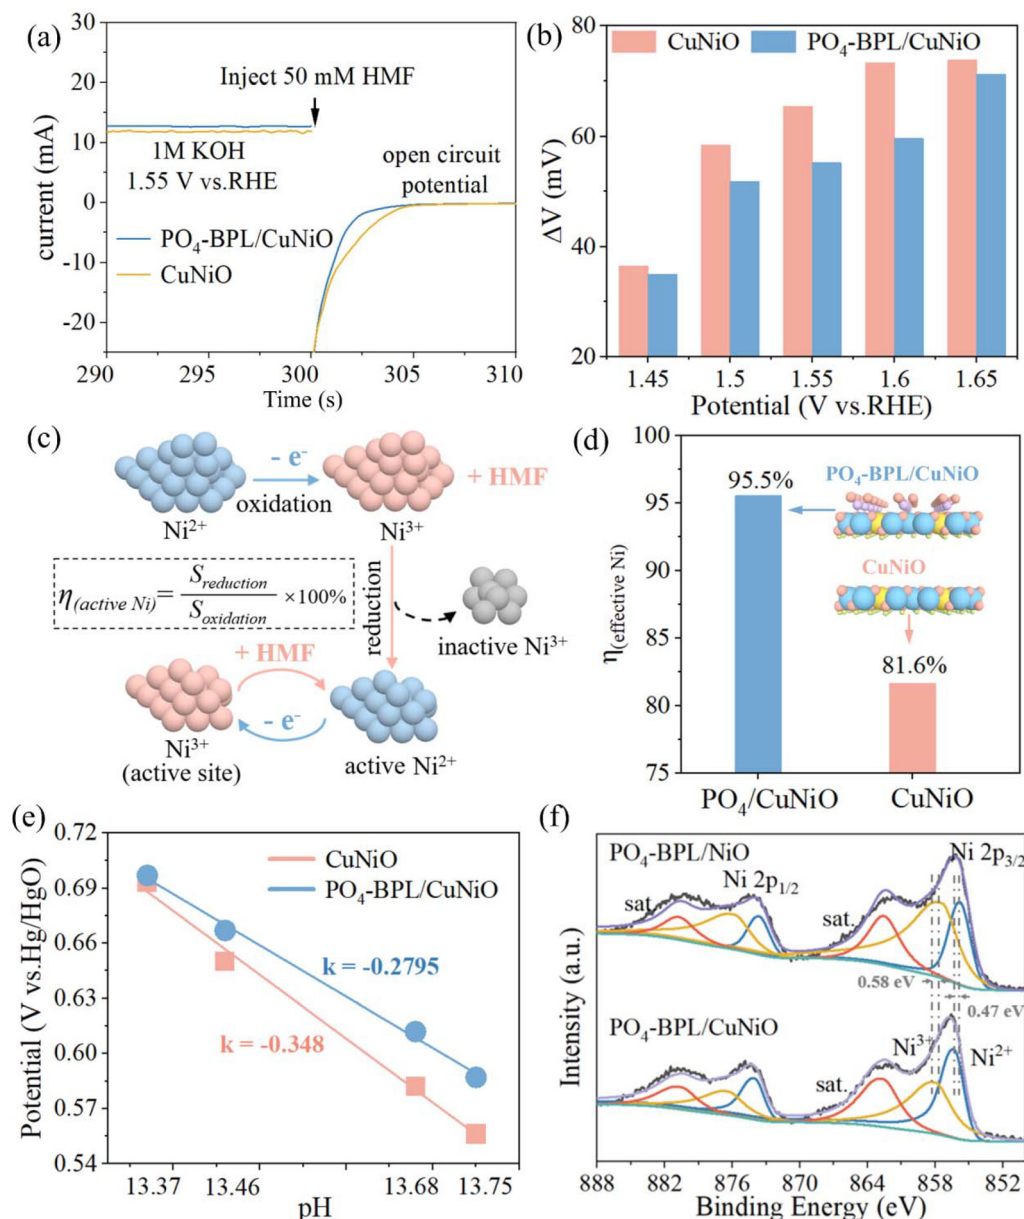 (a)
30
20
10
0
-10
-20
current (mA)
Inject 50 mM HMF
1M KOH
1.55 V vs.RHE
open circuit
potential
PO₄-BPL/CuNiO
CuNiO
290 295 300 305 310
Time (s)
(b)
80
60
40
20
ΔV (mV)
CuNiO PO₄-BPL/CuNiO
1.45 1.5 1.55 1.6 1.65
Potential (V vs.RHE)
(c)
- e⁻
oxidation
Ni²⁺
Ni³⁺
+ HMF
η(active Ni)= S_reduction / S_oxidation ×100%
reduction
inactive Ni³⁺
+ HMF
- e⁻
Ni³⁺
(active site)
active Ni²⁺
(d)
100
95
90
85
80
75
η(effective Ni)
95.5%
PO₄-BPL/CuNiO
CuNiO
81.6%
PO₄/CuNiO CuNiO
(e)
0.72
0.69
0.66
0.63
0.60
0.57
0.54
Potential (V vs.Hg/HgO)
CuNiO
PO₄-BPL/CuNiO
k = -0.2795
k = -0.348
13.37 13.46 13.68 13.75
pH
(f)
Intensity (a.u.)
PO₄-BPL/NiO
Ni 2p3/2
Ni 2p1/2
sat.
sat.
0.58 eV
0.47 eV
PO₄-BPL/CuNiO
Ni³⁺
Ni²⁺
sat.
888 882 876 870 864 858 852
Binding Energy (eV)